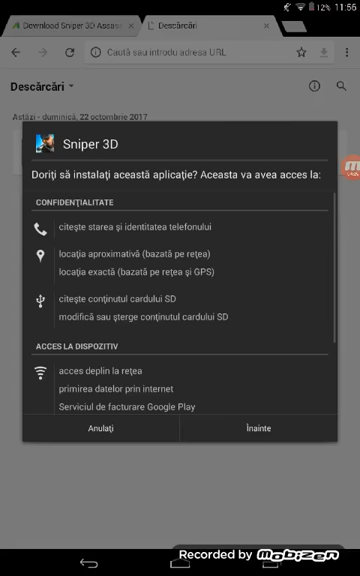 12% 11:56
Download Sniper 3D Assass
Descărcări
Caută sau introdu adresa URL
Descărcări
Astăzi - duminică, 22 octombrie 2017
Sniper 3D
Doriți să instalați această aplicație? Aceasta va avea acces la:
CONFIDENȚIALITATE
citește starea și identitatea telefonului
locația aproximativă (bazată pe rețea)
locația exactă (bazată pe rețea și GPS)
citește conținutul cardului SD
modifică sau șterge conținutul cardului SD
ACCES LA DISPOZITIV
acces deplin la rețea
primirea datelor prin internet
Serviciul de facturare Google Play
Anulați
Înainte
Recorded by Mobizen